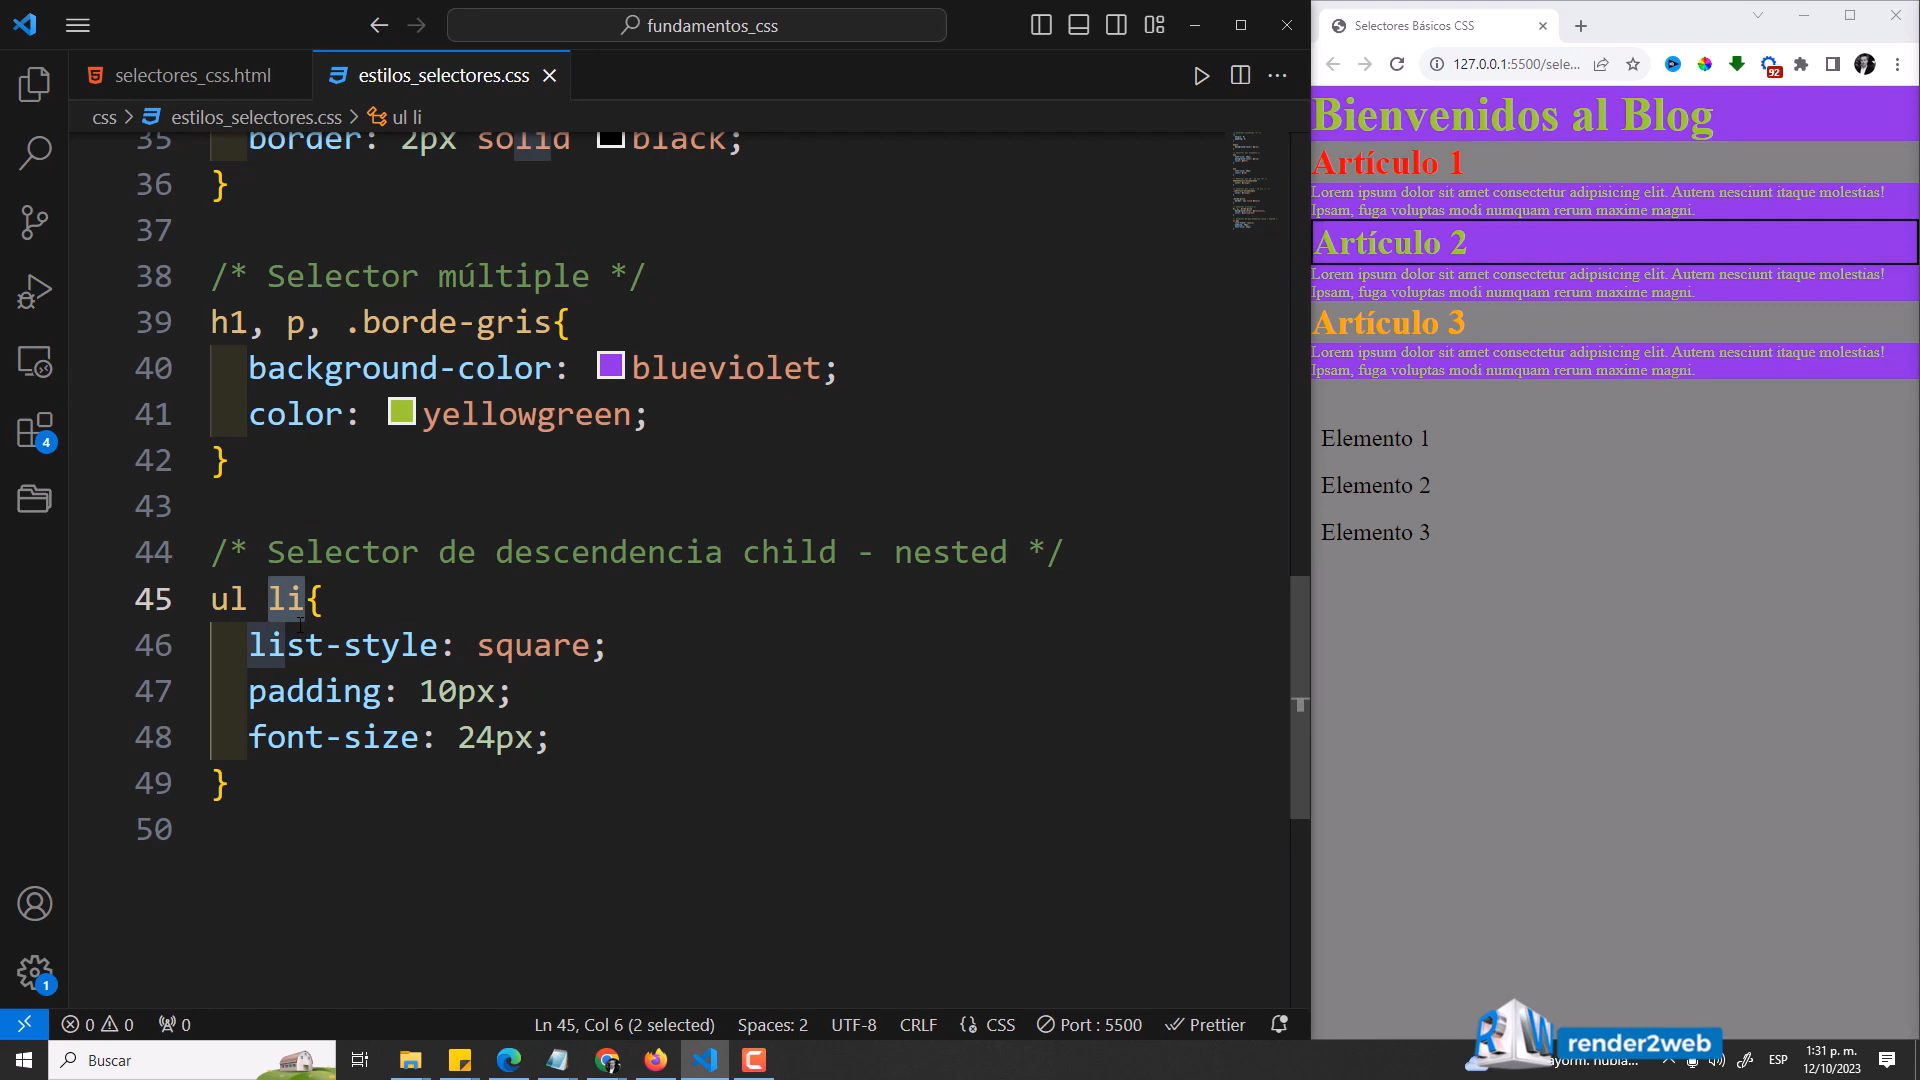 fundamentos_css
selectores_css.html
estilos_selectores.css
css > estilos_selectores.css > ul li
35 border: 2px solid black;
36 }
37
38 /* Selector múltiple */
39 h1, p, .borde-gris{
40 background-color: blueviolet;
41 color: yellowgreen;
42 }
43
44 /* Selector de descendencia child - nested */
45 ul li{
46 list-style: square;
47 padding: 10px;
48 font-size: 24px;
49 }
50
4
1
0 0 0
Ln 45, Col 6 (2 selected)
Spaces: 2
UTF-8
CRLF
{} CSS
Port : 5500
Prettier
Selectores Básicos CSS
127.0.0.1:5500/sele...
92
Bienvenidos al Blog
Artículo 1
Lorem ipsum dolor sit amet consectetur adipisicing elit. Autem nesciunt itaque molestias!
Ipsam, fuga voluptas modi numquam rerum maxime magni.
Artículo 2
Lorem ipsum dolor sit amet consectetur adipisicing elit. Autem nesciunt itaque molestias!
Ipsam, fuga voluptas modi numquam rerum maxime magni.
Artículo 3
Lorem ipsum dolor sit amet consectetur adipisicing elit. Autem nesciunt itaque molestias!
Ipsam, fuga voluptas modi numquam rerum maxime magni.
Elemento 1
Elemento 2
Elemento 3
R2W
render2web
Buscar
ESP
1:31 p. m.
12/10/2023